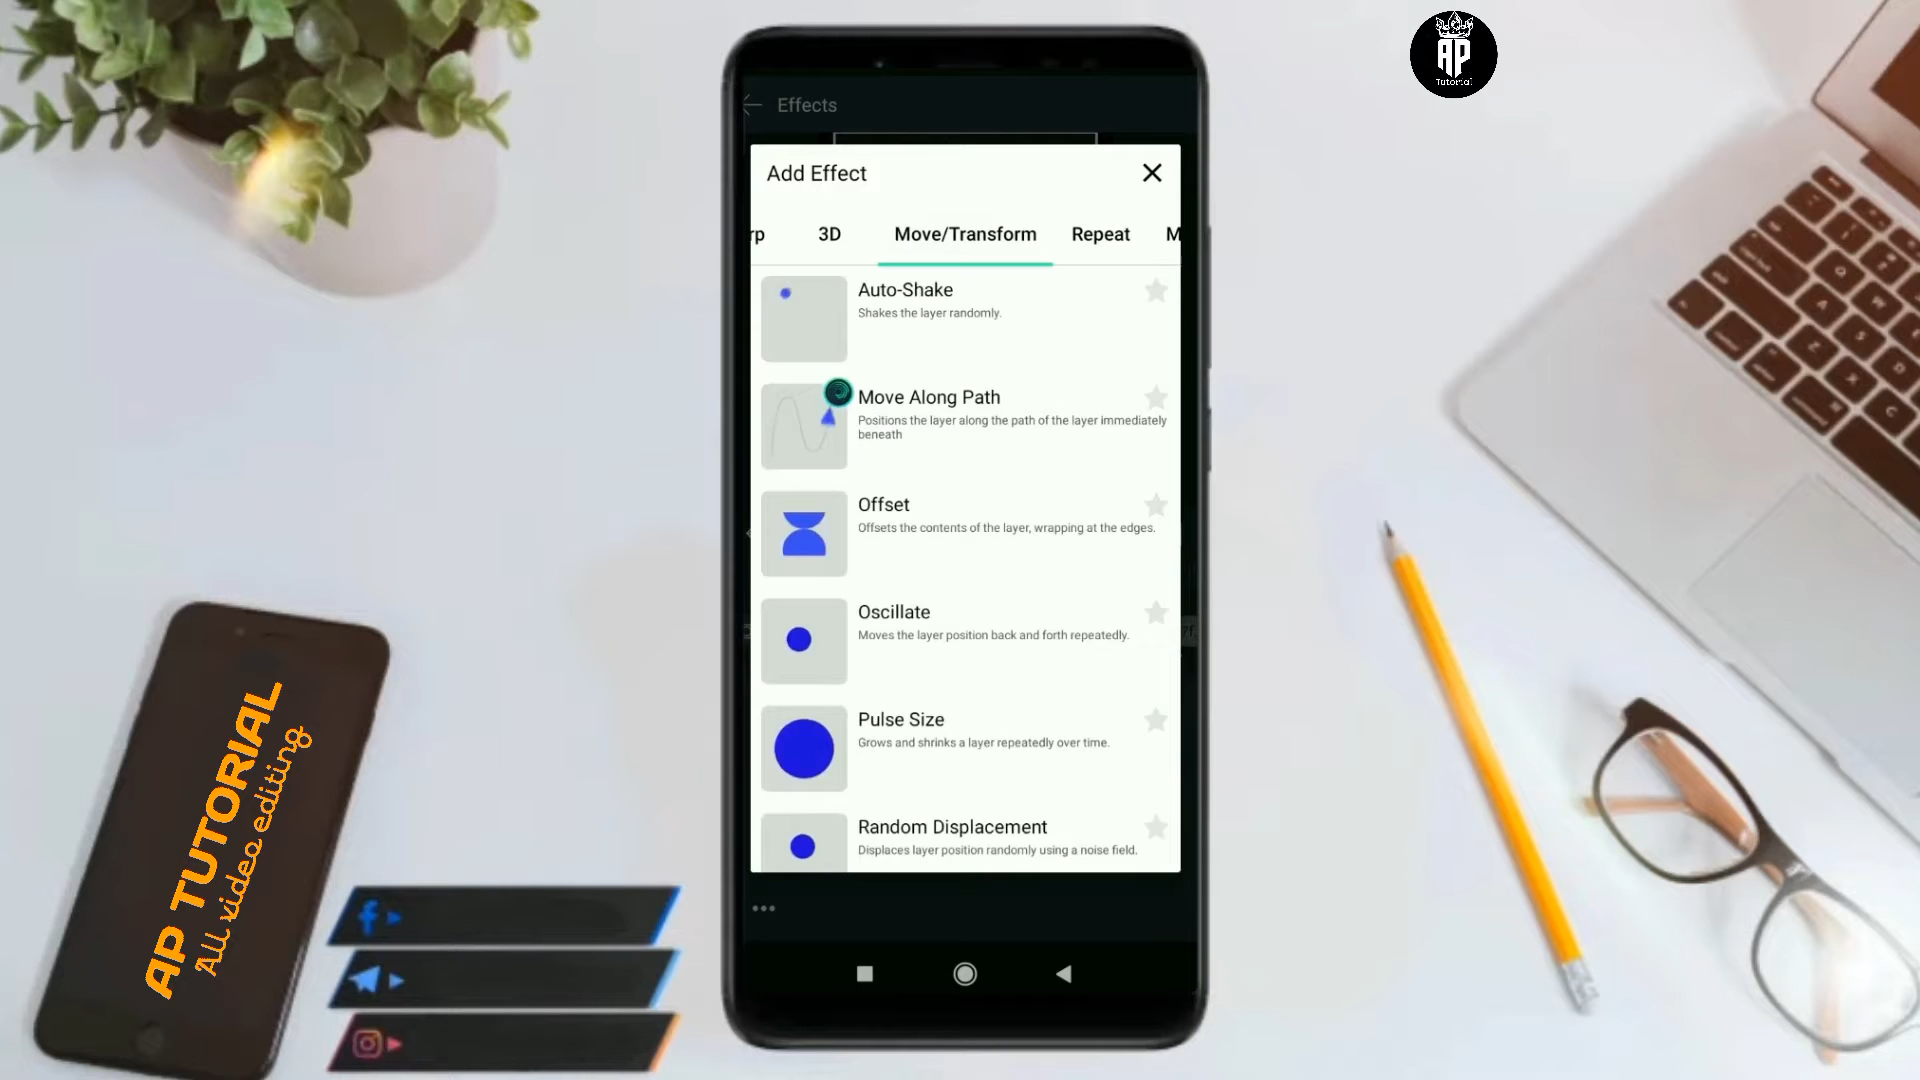 AP
Tutorial
Effects
Add Effect
rp 3D Move/Transform Repeat M
Auto-Shake
Shakes the layer randomly.
Move Along Path
Positions the layer along the path of the layer immediately
beneath
Offset
Offsets the contents of the layer, wrapping at the edges.
Oscillate
Moves the layer position back and forth repeatedly.
Pulse Size
Grows and shrinks a layer repeatedly over time.
Random Displacement
Displaces layer position randomly using a noise field.
AP TUTORIAL
All video editing